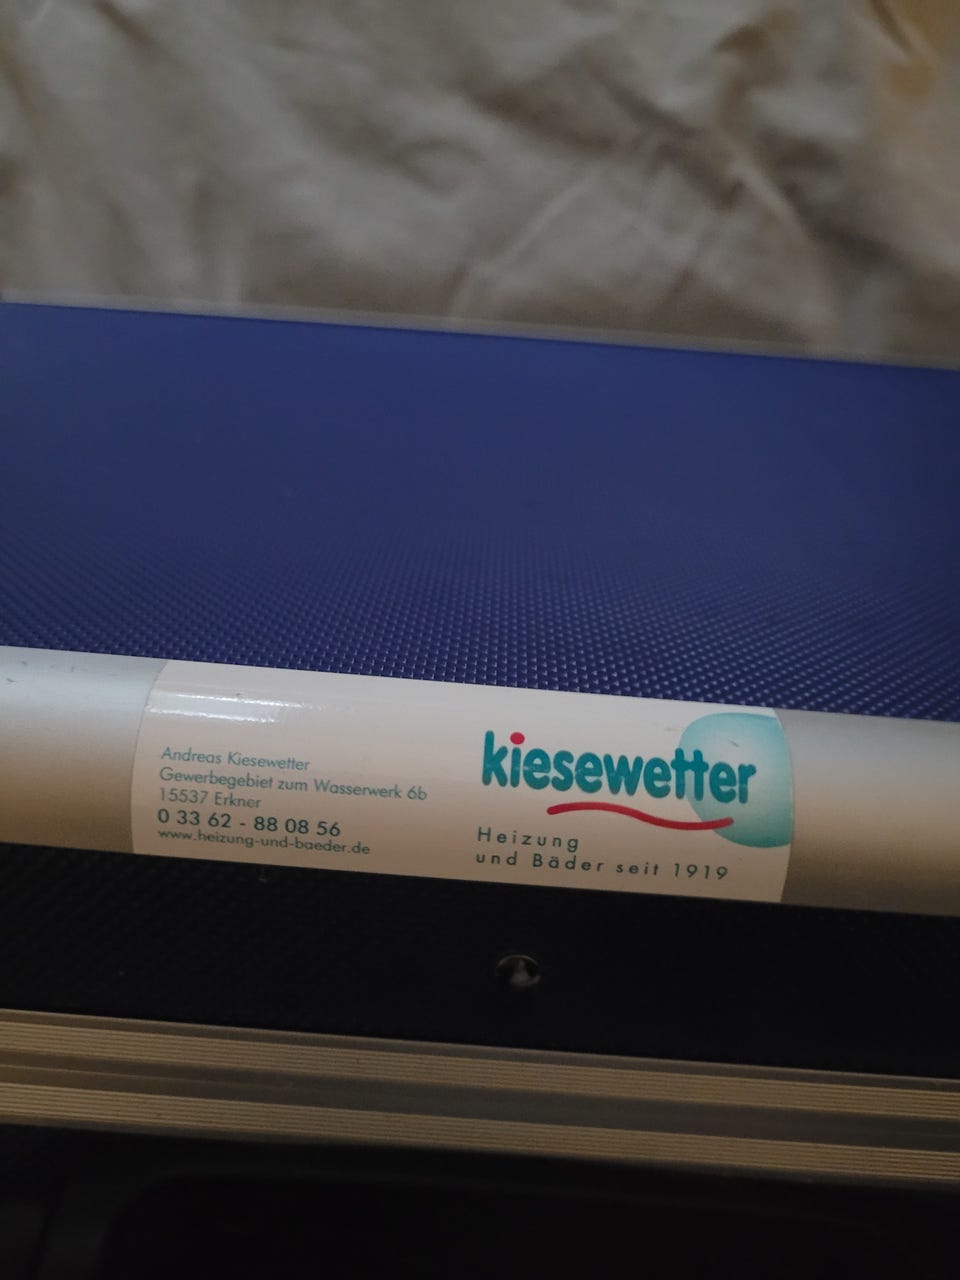 Andreas Kiesewetter
Gewerbegebiet zum Wasserwerk 6b
15537 Erkner
0 33 62 - 88 08 56
www.heizung-und-baeder.de
kiesewetter
Heizung
und Bäder seit 1919